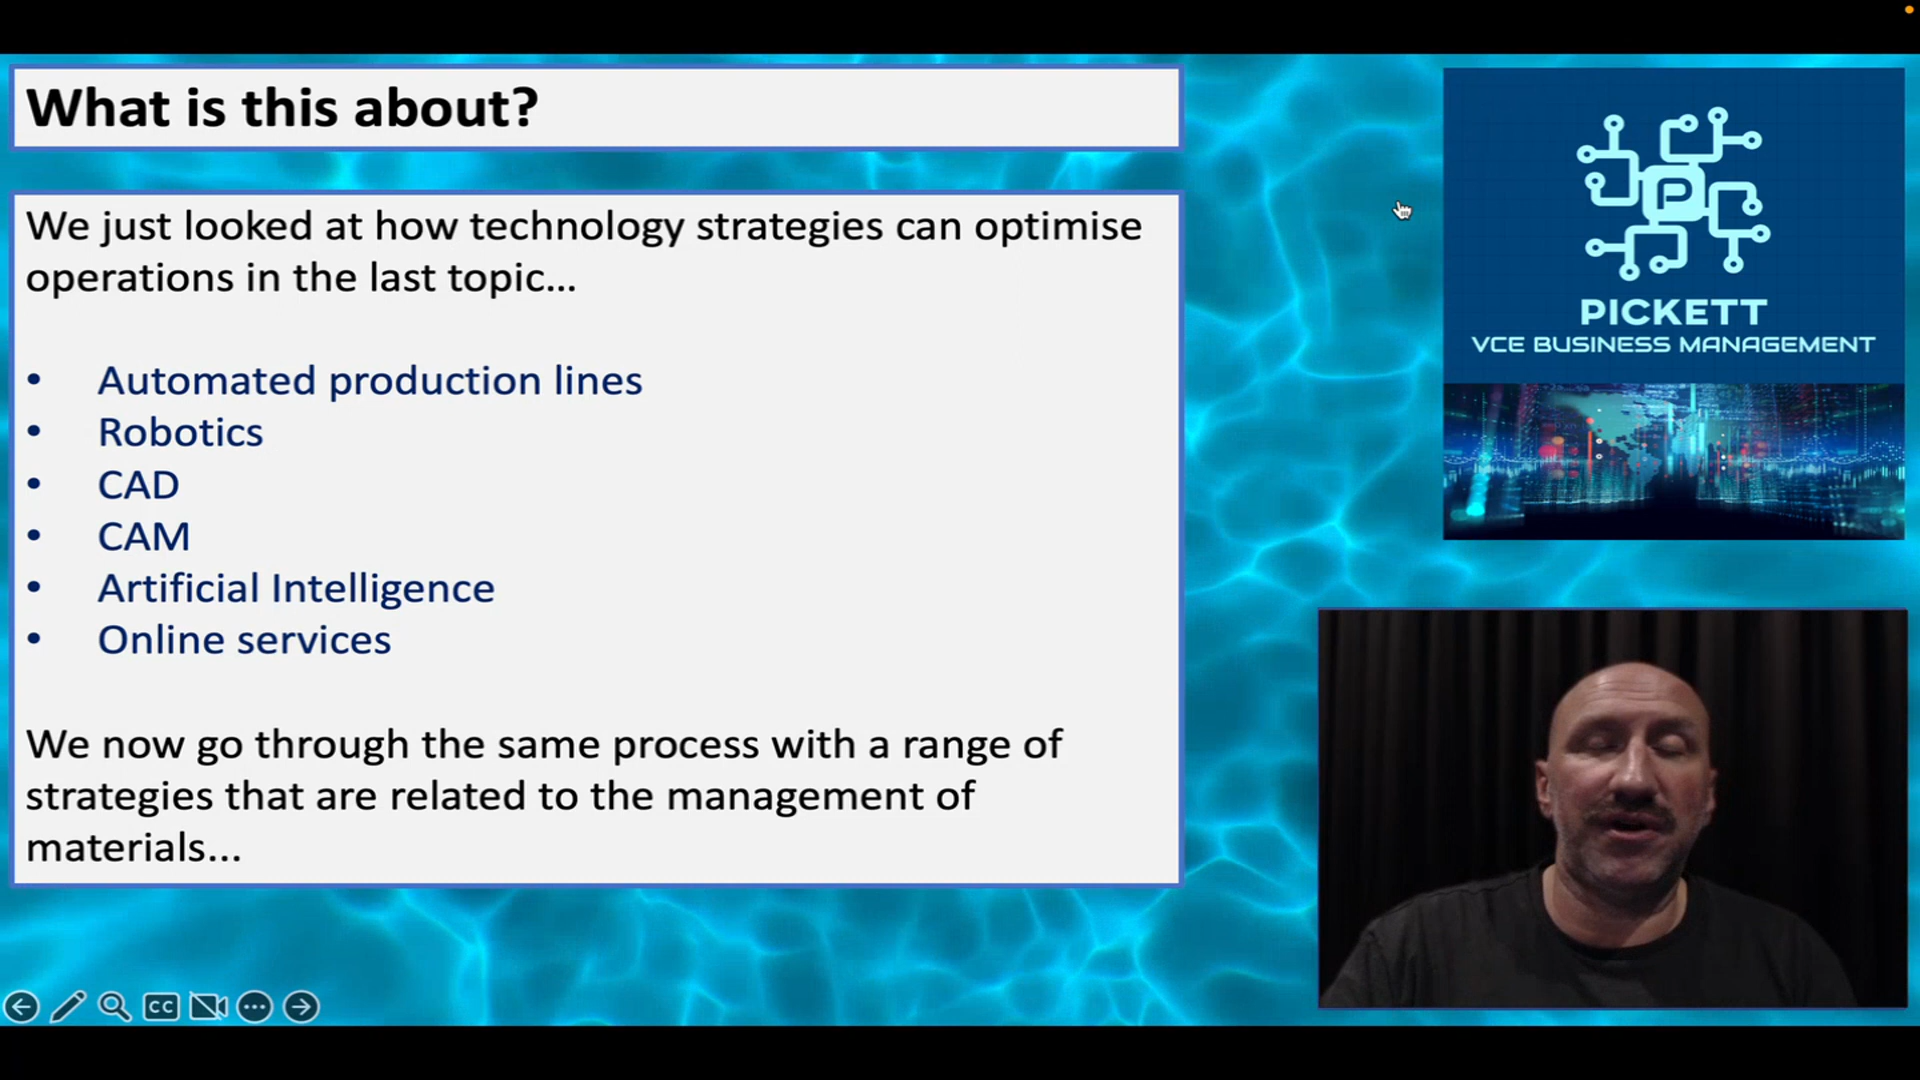 What is this about?
We just looked at how technology strategies can optimise
operations in the last topic...
• Automated production lines
• Robotics
• CAD
• CAM
• Artificial Intelligence
• Online services
We now go through the same process with a range of
strategies that are related to the management of
materials...
P
PICKETT
VCE BUSINESS MANAGEMENT
CC